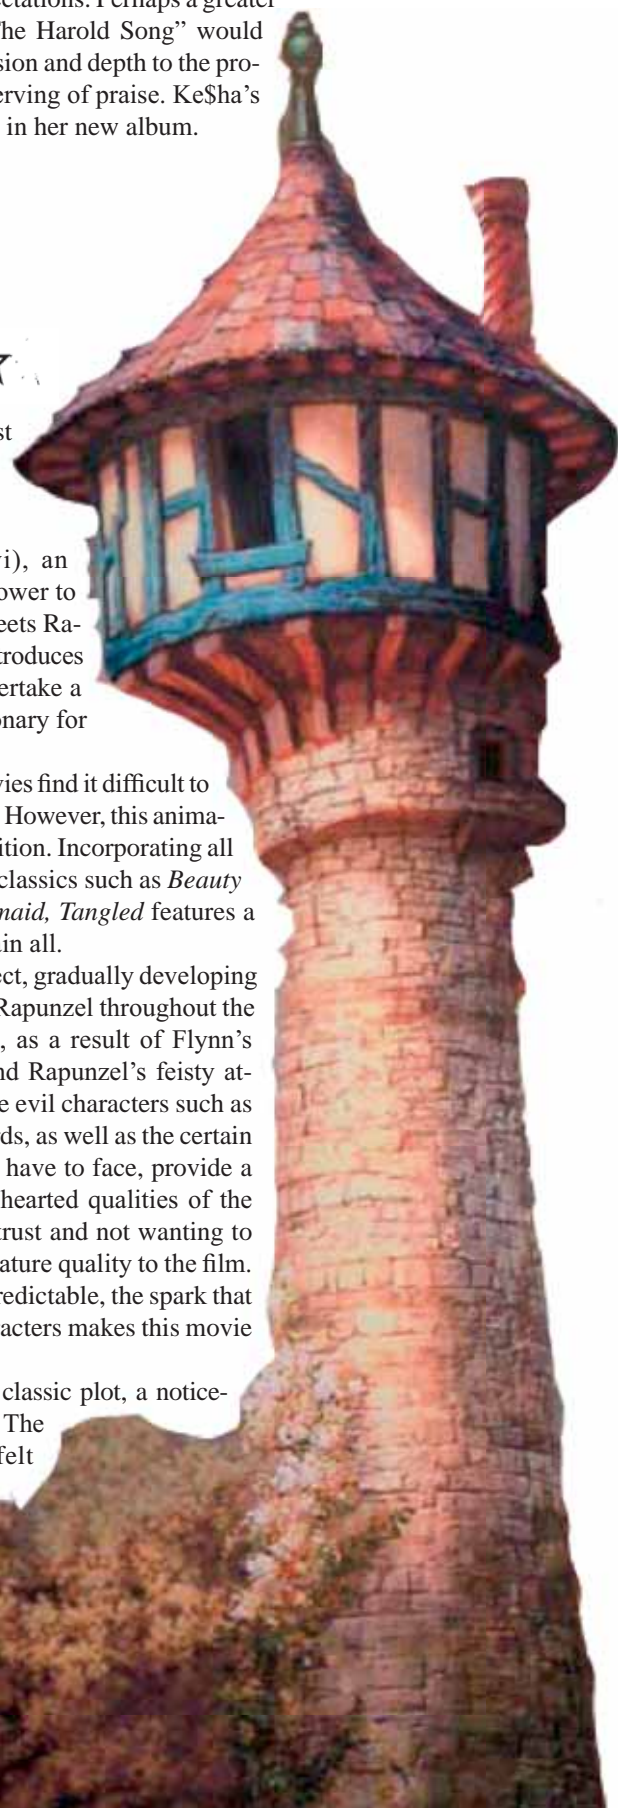 The Harold Song” would
sion and depth to the pro-
erving of praise. Ke$ha’s
in her new album.
st
vi), an
ower to
eets Ra-
troduces
ertake a
onary for
vies find it difficult to
However, this anima-
ition. Incorporating all
classics such as Beauty
maid, Tangled features a
in all.
ect, gradually developing
Rapunzel throughout the
, as a result of Flynn’s
nd Rapunzel’s feisty at-
e evil characters such as
rds, as well as the certain
have to face, provide a
hearted qualities of the
trust and not wanting to
ature quality to the film.
redictable, the spark that
acters makes this movie
classic plot, a notice-
The
felt